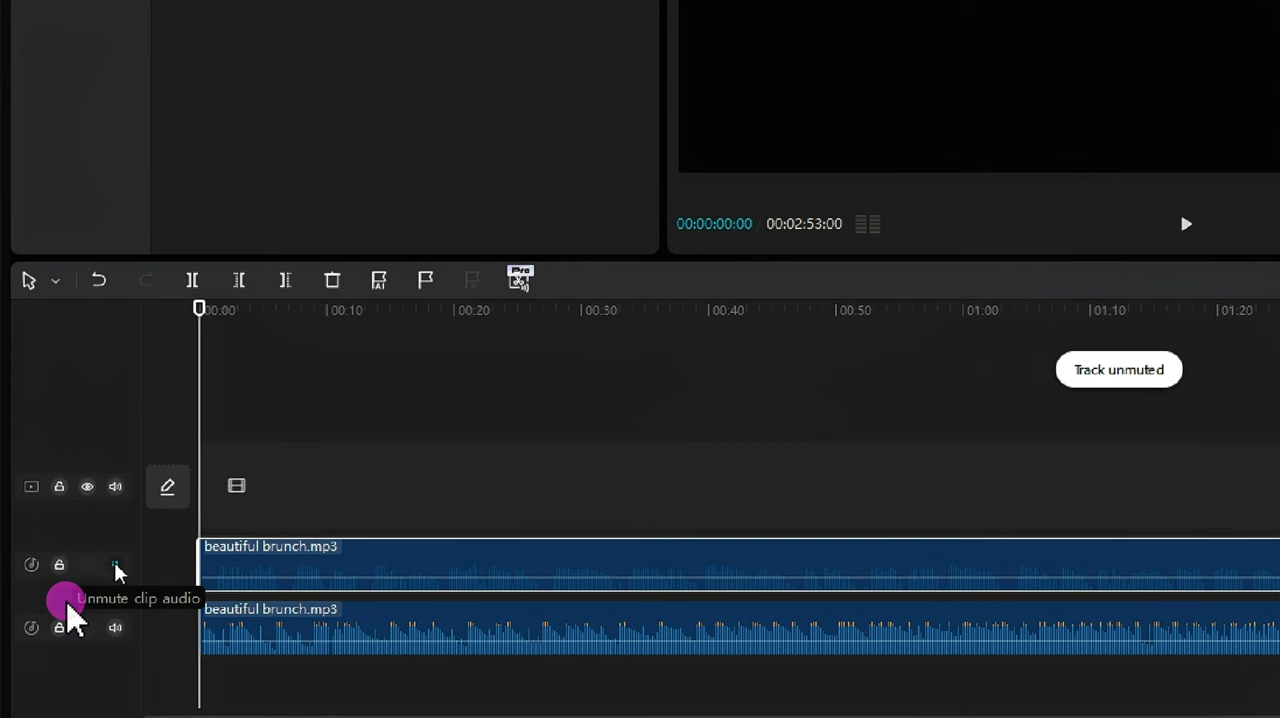 00:00:00:00 / 00:02:53:00
Pro
00:00 00:10 00:20 00:30 00:40 00:50 01:00 01:10 01:20
Track unmuted
beautiful brunch.mp3
Unmute clip audio
beautiful brunch.mp3